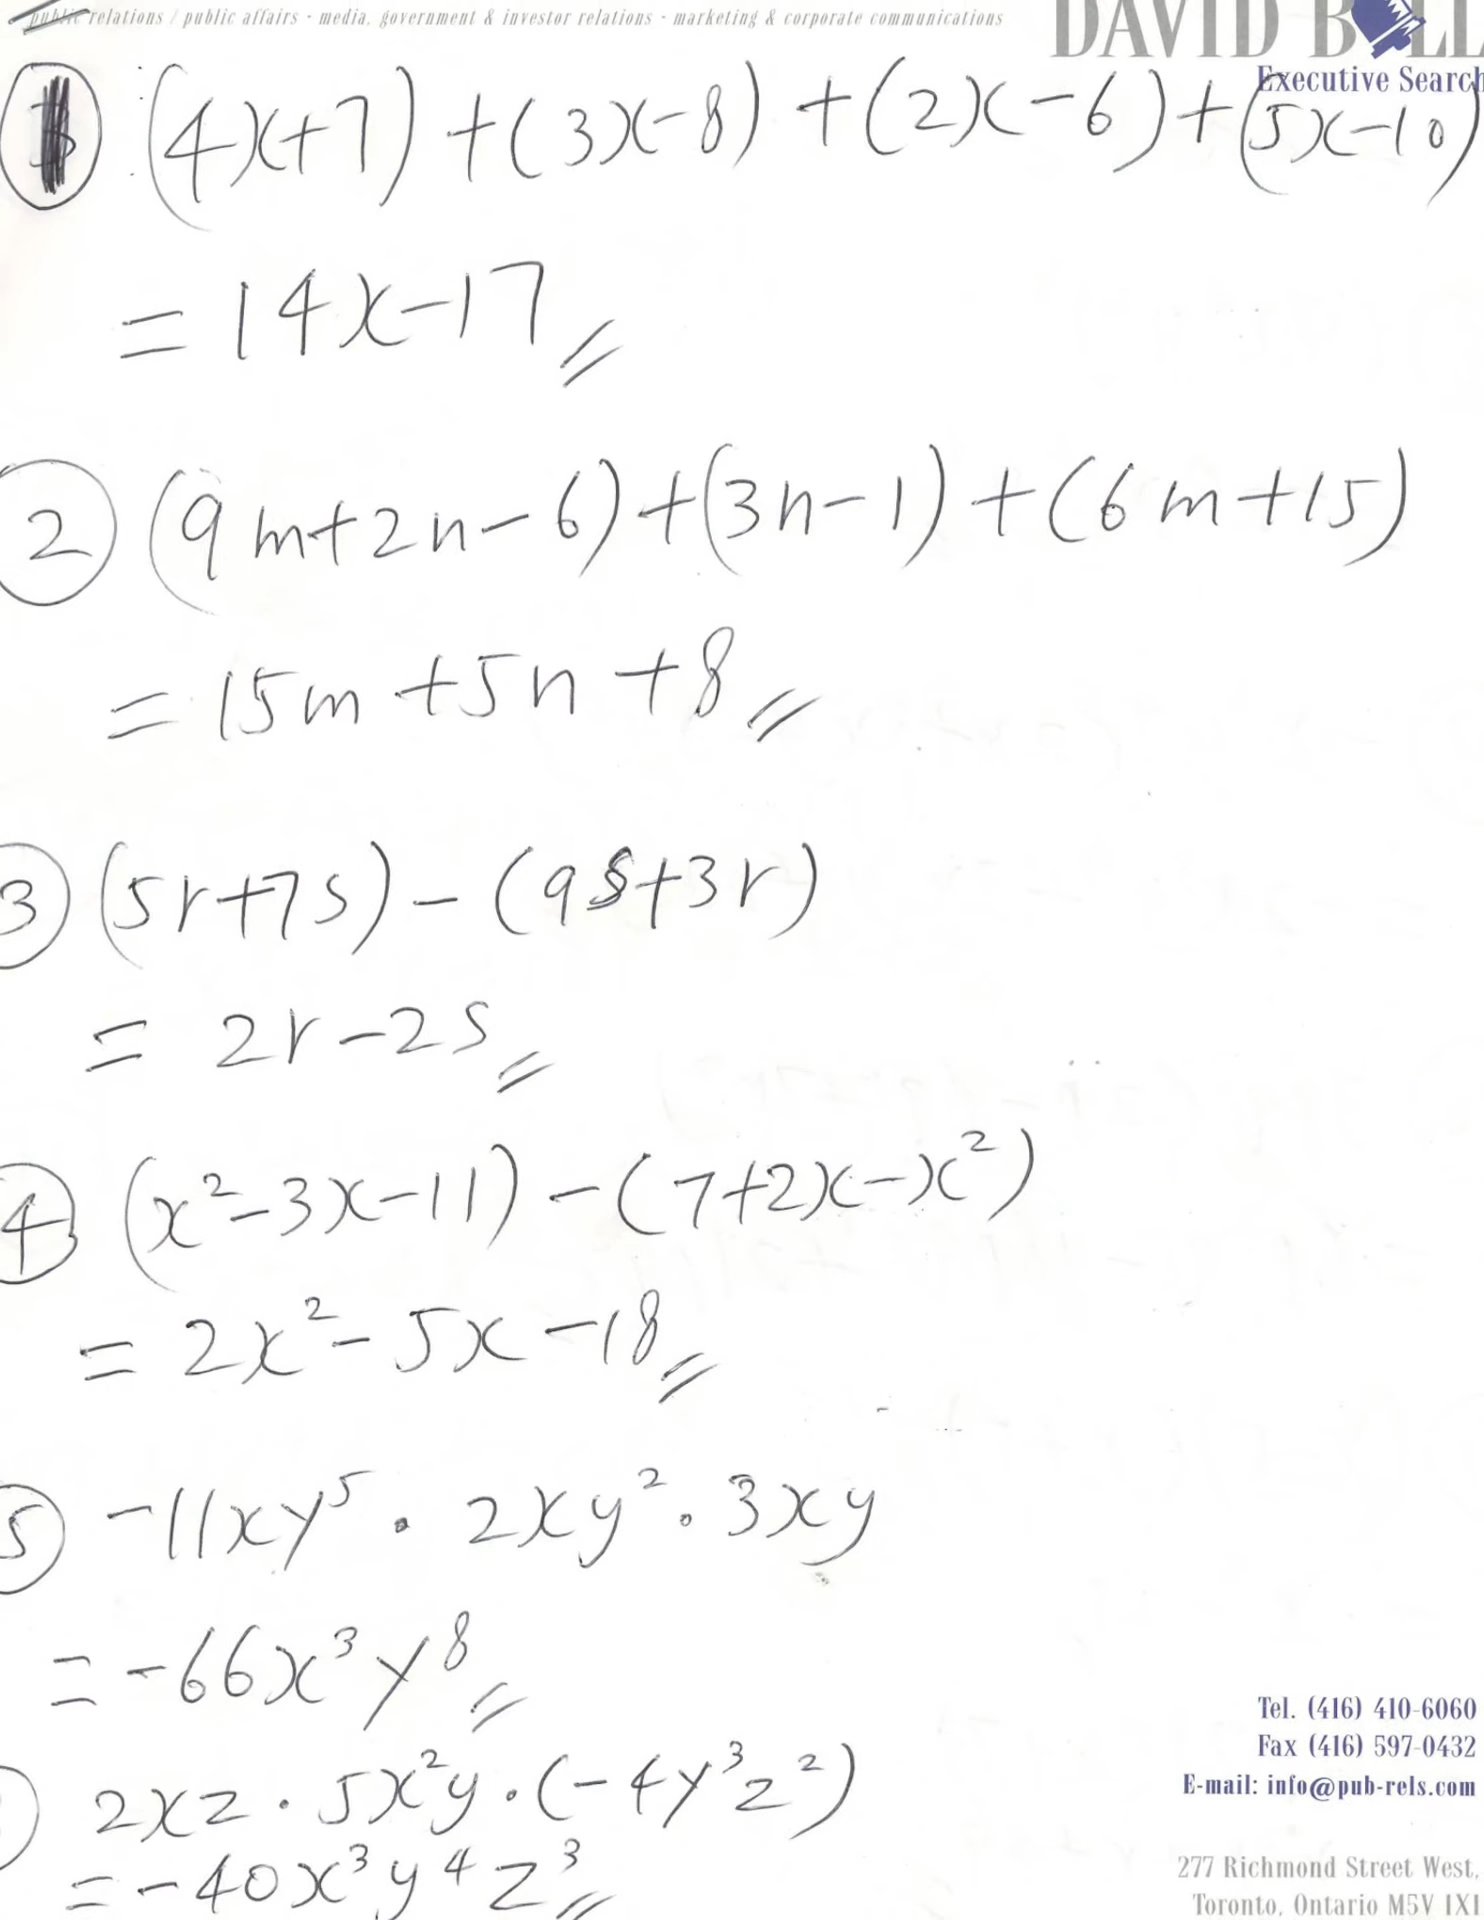 public relations / public affairs - media, government & investor relations - marketing & corporate communications
DAVID BELL
Executive Search
(4x+7)+(3x-8)+(2x-6)+(5x-10)
=14x-17
② (9m+2n-6)+(3n-1)+(6m+15)
=15m+5n+8
③ (5r+7s)-(9s+3r)
= 2r-2s
④ (x²-3x-11)-(7+2x-x²)
= 2x²-5x-18
⑤ -11xy⁵ · 2xy² · 3xy
= -66x³y⁸
2xz · 5x²y · (-4y³z²)
= -40x³y⁴z³
Tel. (416) 410-6060
Fax (416) 597-0432
E-mail: info@pub-rels.com
277 Richmond Street West,
Toronto, Ontario M5V 1X1